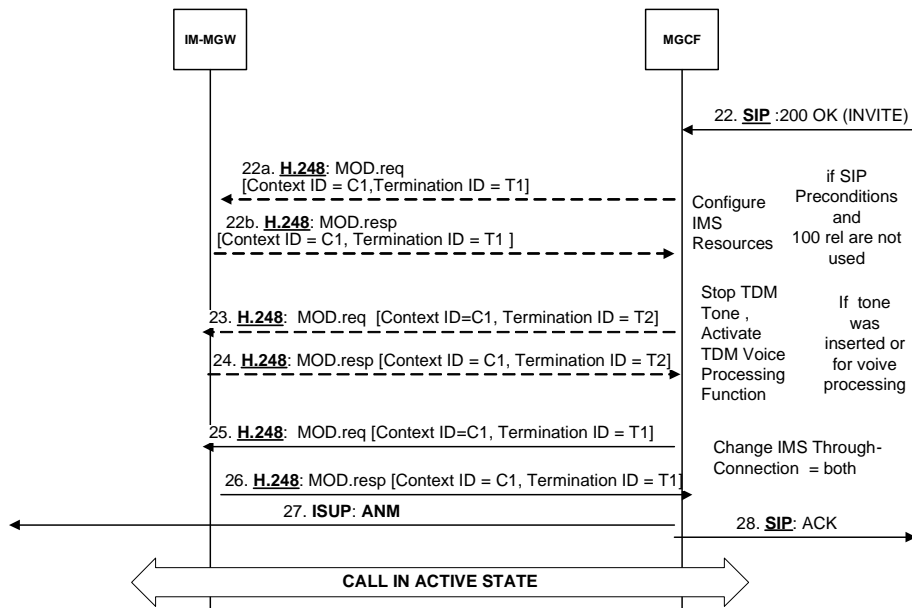 IM-MGW
MGCF
22. SIP :200 OK (INVITE)
22a. H.248: MOD.req
[Context ID = C1,Termination ID = T1]
22b. H.248: MOD.resp
[Context ID = C1, Termination ID = T1 ]
Configure
IMS
Resources
if SIP
Preconditions
and
100 rel are not
used
23. H.248: MOD.req [Context ID=C1, Termination ID = T2]
24. H.248: MOD.resp [Context ID = C1, Termination ID = T2]
Stop TDM
Tone ,
Activate
TDM Voice
Processing
Function
If tone
was
inserted or
for voive
processing
25. H.248: MOD.req [Context ID=C1, Termination ID = T1]
26. H.248: MOD.resp [Context ID = C1, Termination ID = T1]
Change IMS Through-
Connection = both
27. ISUP: ANM
28. SIP: ACK
CALL IN ACTIVE STATE